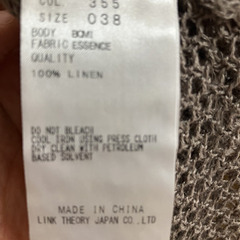 COL. 355
SIZE 038
BODY BGM1
FABRIC ESSENCE
QUALITY
100% LINEN
DO NOT BLEACH
COOL IRON USING PRESS CLOTH
DRY CLEAN WITH PETROLEUM
BASED SOLVENT
MADE IN CHINA
LINK THEORY JAPAN CO.,LTD